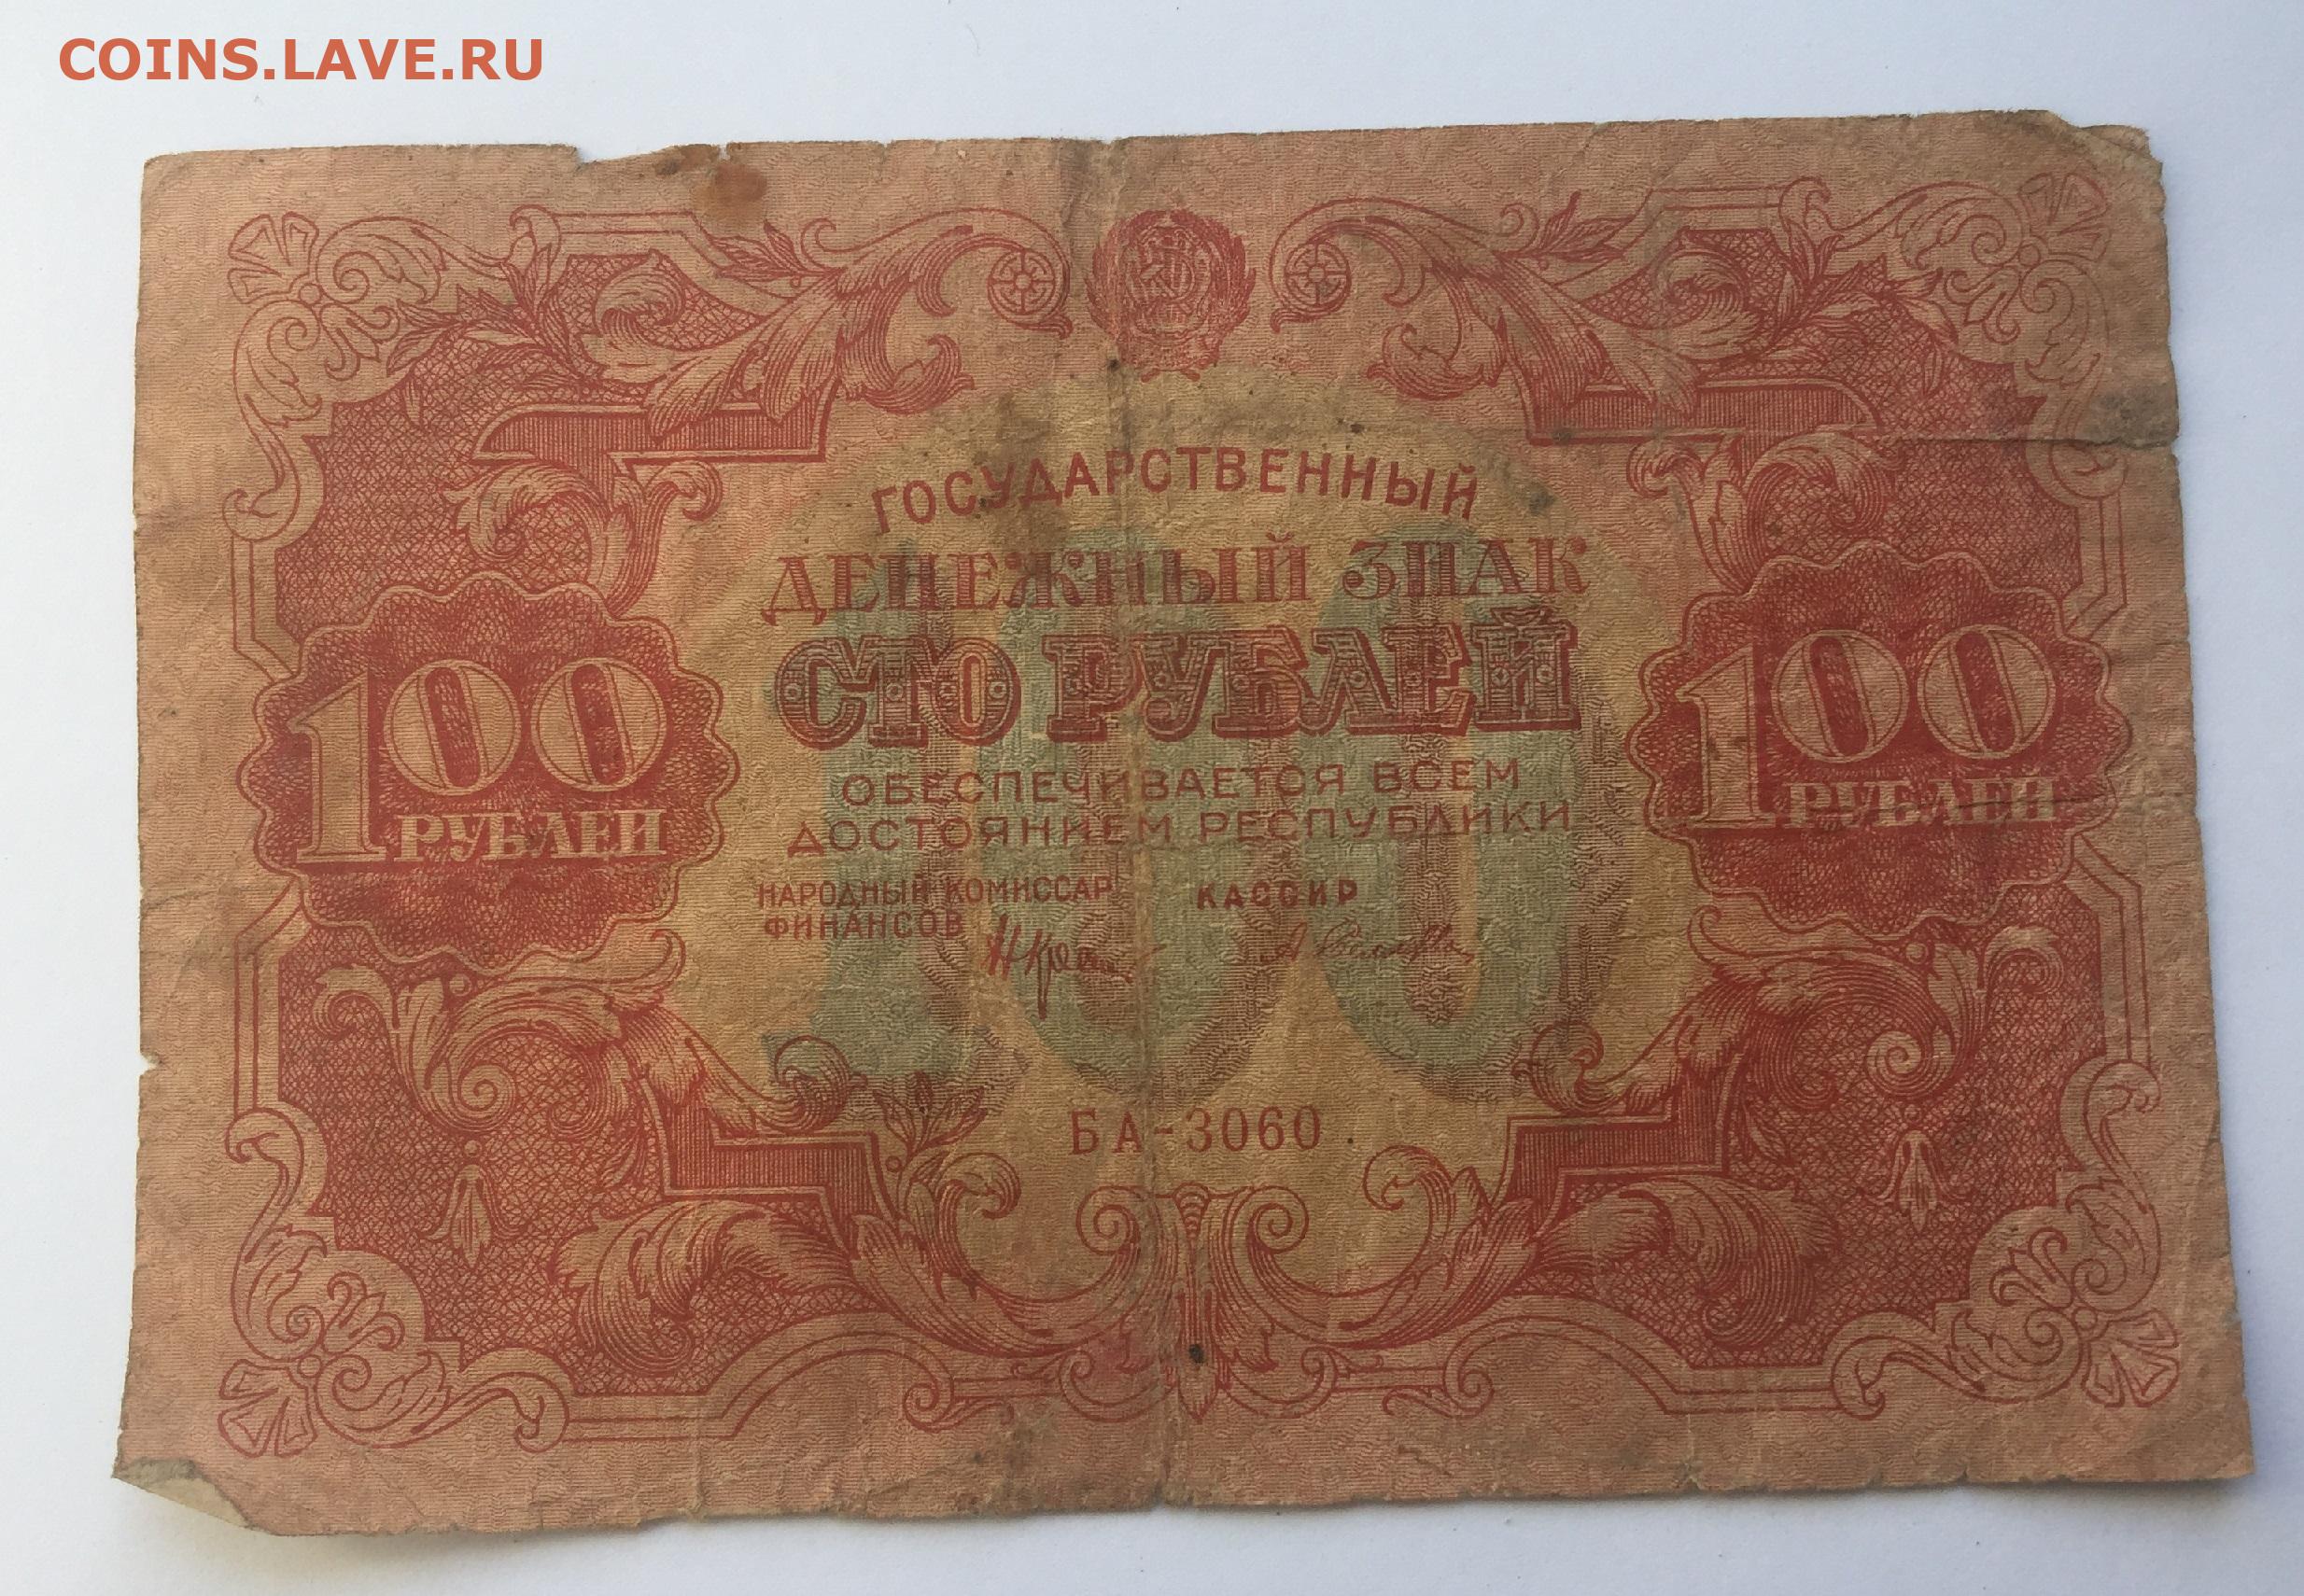 COINS.LAVE.RU
ГОСУДАРСТВЕННЫЙ
ДЕНЕЖНЫЙ ЗНАК
СТО РУБЛЕЙ
100
100
100
РУБЛЕЙ
РУБЛЕЙ
ОБЕСПЕЧИВАЕТСЯ ВСЕМ
ДОСТОЯНИЕМ РЕСПУБЛИКИ
НАРОДНЫЙ КОМИССАР
ФИНАНСОВ
КАССИР
БА-3060